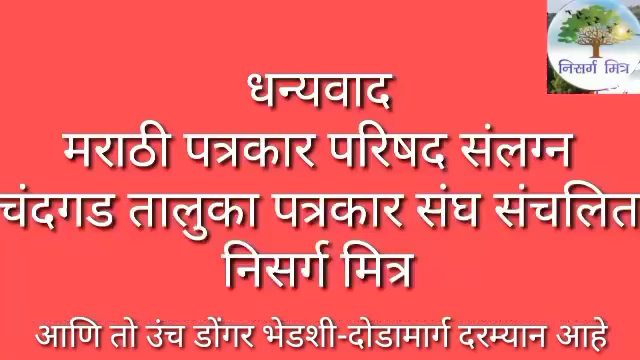 निसर्ग मित्र
धन्यवाद
मराठी पत्रकार परिषद संलग्न
चंदगड तालुका पत्रकार संघ संचलित
निसर्ग मित्र
आणि तो उंच डोंगर भेडशी-दोडामार्ग दरम्यान आहे